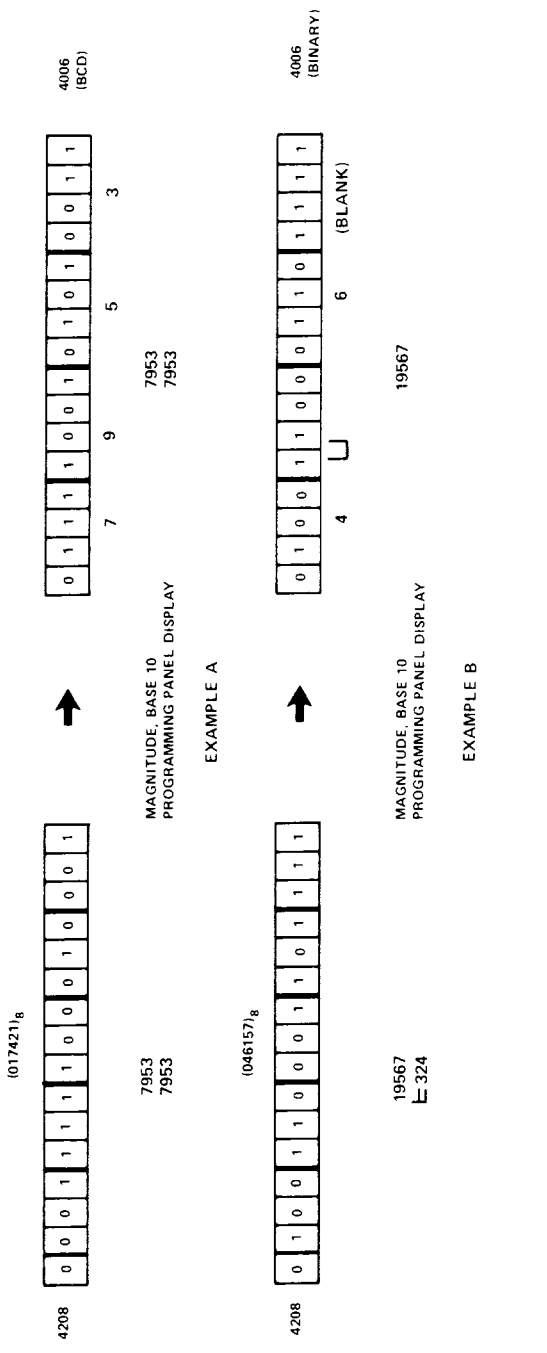 (017421)8
4208 0 0 0 1 1 1 1 1 0 0 0 1 0 0 0 1 → 0 1 1 1 1 0 0 1 0 1 0 1 0 0 1 1 4006
(BCD)
7 9 5 3
7953 MAGNITUDE, BASE 10 7953
7953 PROGRAMMING PANEL DISPLAY 7953
EXAMPLE A
(046157)8
4208 0 1 0 0 1 1 0 0 0 1 1 0 1 1 1 1 → 0 1 0 0 1 1 0 0 0 1 1 0 1 1 1 1 4006
(BINARY)
4 ⊔ 6 (BLANK)
19567 MAGNITUDE, BASE 10 19567
324 PROGRAMMING PANEL DISPLAY
EXAMPLE B